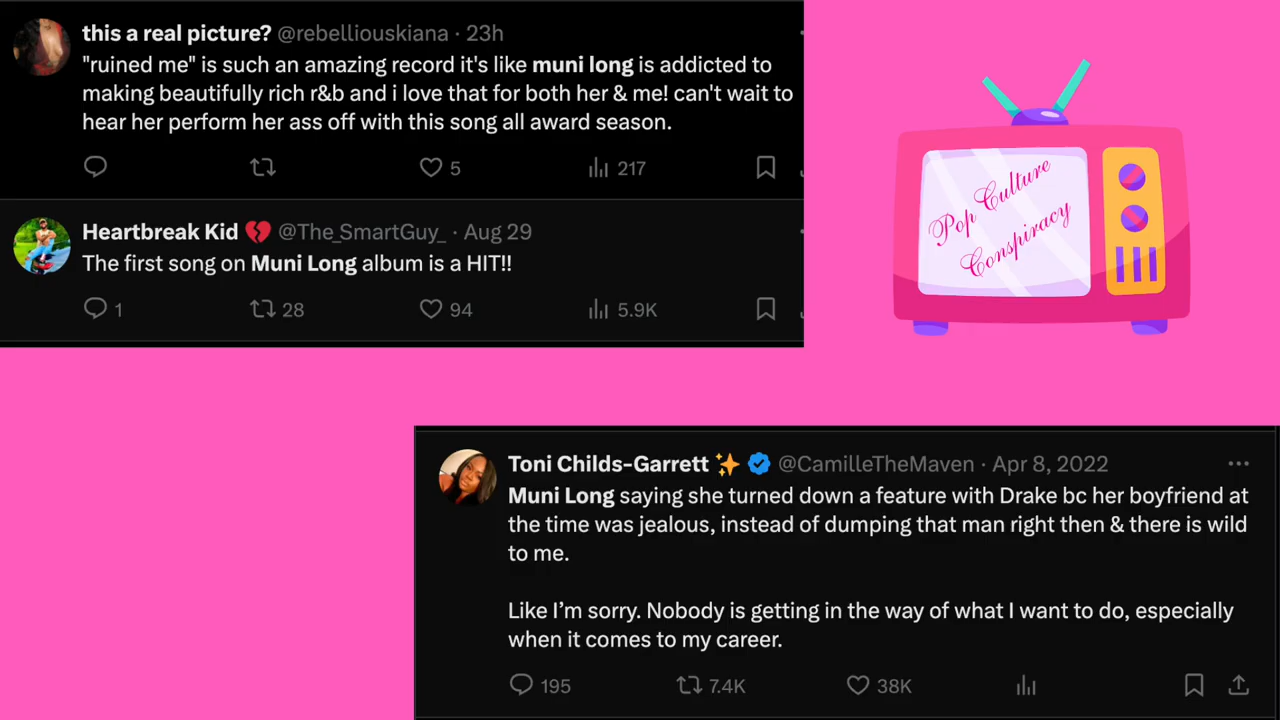 this a real picture? @rebelliouskiana · 23h
"ruined me" is such an amazing record it's like muni long is addicted to
making beautifully rich r&b and i love that for both her & me! can't wait to
hear her perform her ass off with this song all award season.
5 217
Heartbreak Kid 💔 @The_SmartGuy_ · Aug 29
The first song on Muni Long album is a HIT!!
1 28 94 5.9K
Pop Culture
Conspiracy
Toni Childs-Garrett ✨ @CamilleTheMaven · Apr 8, 2022
Muni Long saying she turned down a feature with Drake bc her boyfriend at
the time was jealous, instead of dumping that man right then & there is wild
to me.
Like I'm sorry. Nobody is getting in the way of what I want to do, especially
when it comes to my career.
195 7.4K 38K